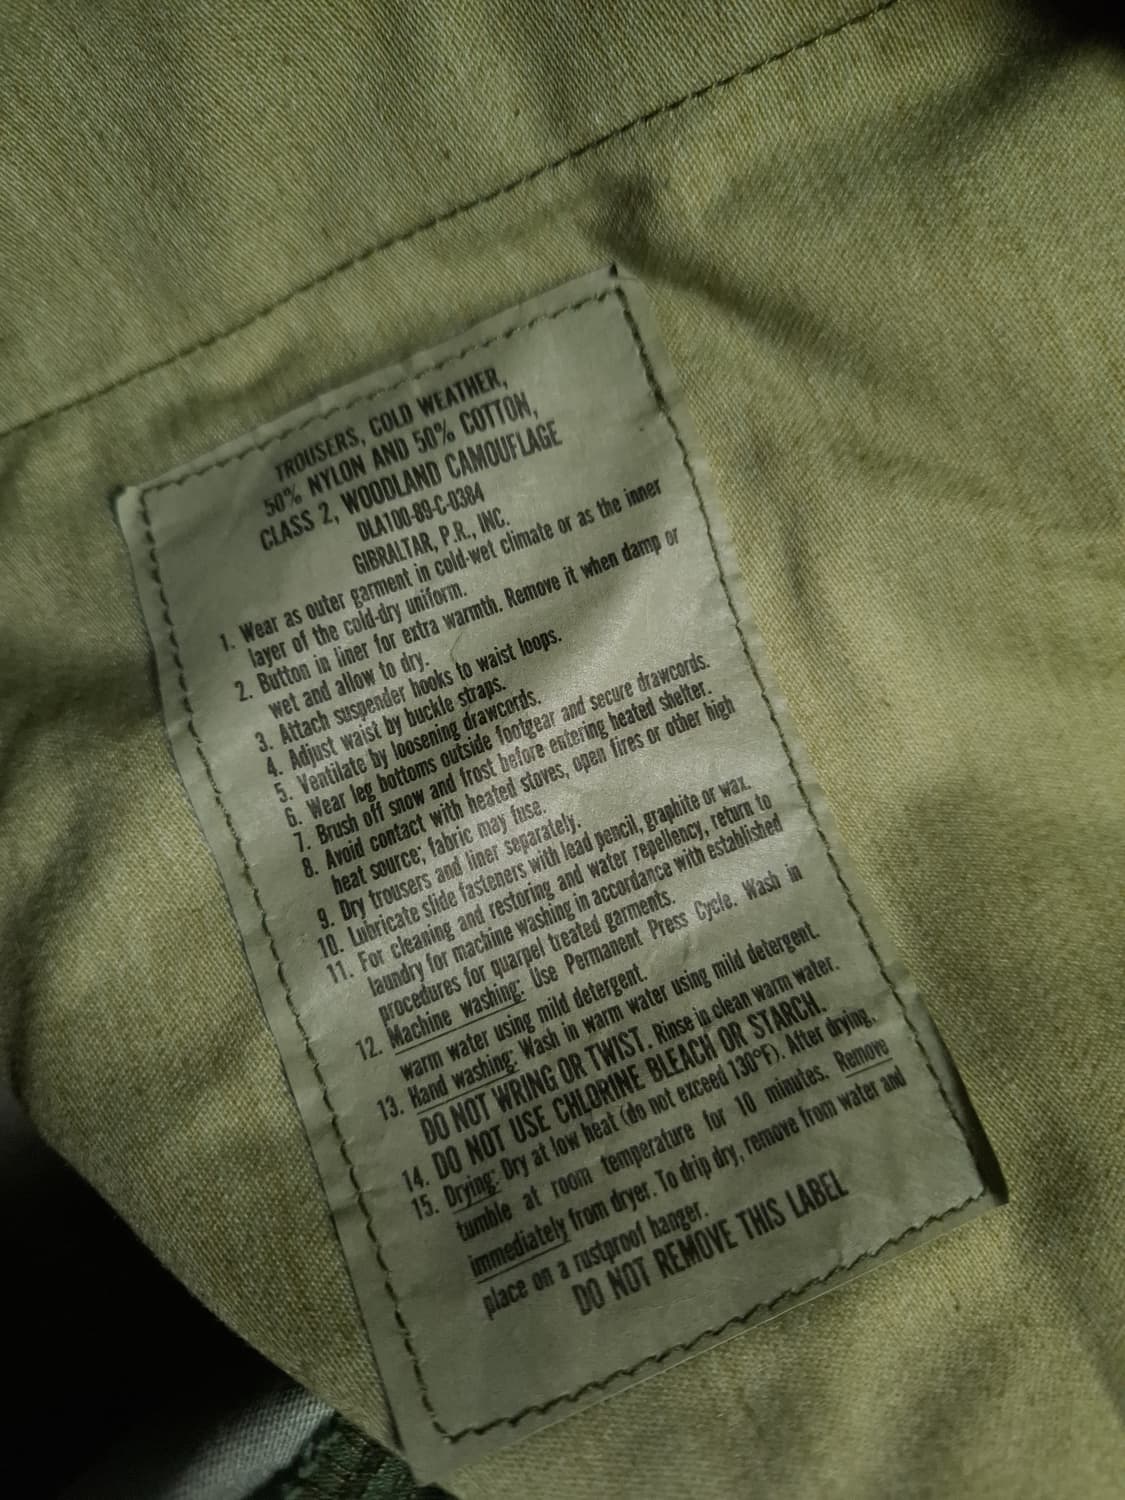 TROUSERS, COLD WEATHER,
50% NYLON AND 50% COTTON,
CLASS 2, WOODLAND CAMOUFLAGE
DLA100-89-C-0384
GIBRALTAR, P.R., INC.
1. Wear as outer garment in cold-wet climate or as the inner
layer of the cold-dry uniform.
2. Button in liner for extra warmth. Remove it when damp or
wet and allow to dry.
3. Attach suspender hooks to waist loops.
4. Adjust waist by buckle straps.
5. Ventilate by loosening drawcords.
6. Wear leg bottoms outside footgear and secure drawcords.
7. Brush off snow and frost before entering heated shelter.
8. Avoid contact with heated stoves, open fires or other high
heat source; fabric may fuse.
9. Dry trousers and liner separately.
10. Lubricate slide fasteners with lead pencil, graphite or wax.
11. For cleaning and restoring and water repellency, return to
laundry for machine washing in accordance with established
procedures for quarpel treated garments.
12. Machine washing: Use Permanent Press Cycle. Wash in
warm water using mild detergent.
13. Hand washing: Wash in warm water using mild detergent.
DO NOT WRING OR TWIST. Rinse in clean warm water.
14. DO NOT USE CHLORINE BLEACH OR STARCH.
15. Drying: Dry at low heat (do not exceed 130°F). After drying,
tumble at room temperature for 10 minutes. Remove
immediately from dryer. To drip dry, remove from water and
place on a rustproof hanger.
DO NOT REMOVE THIS LABEL